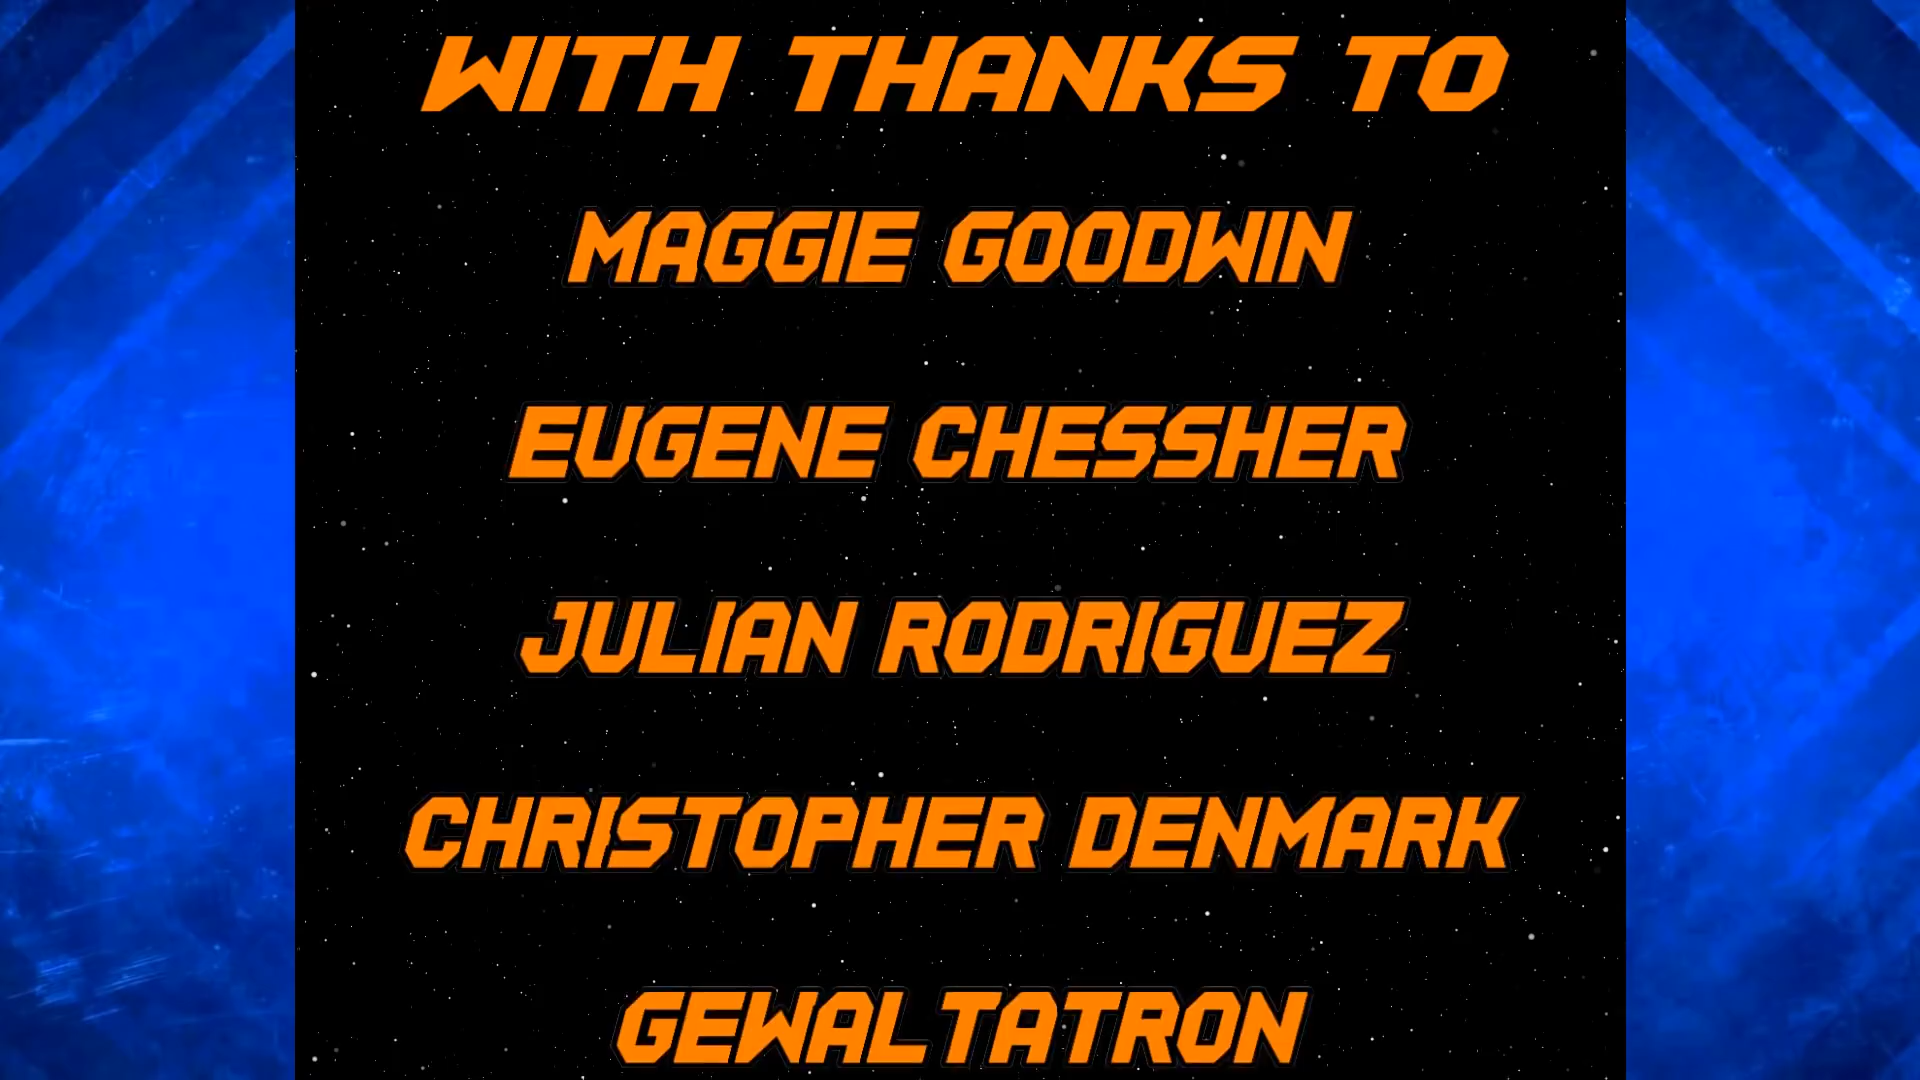 WITH THANKS TO
MAGGIE GOODWIN
EUGENE CHESSHER
JULIAN RODRIGUEZ
CHRISTOPHER DENMARK
GEWALTATRON